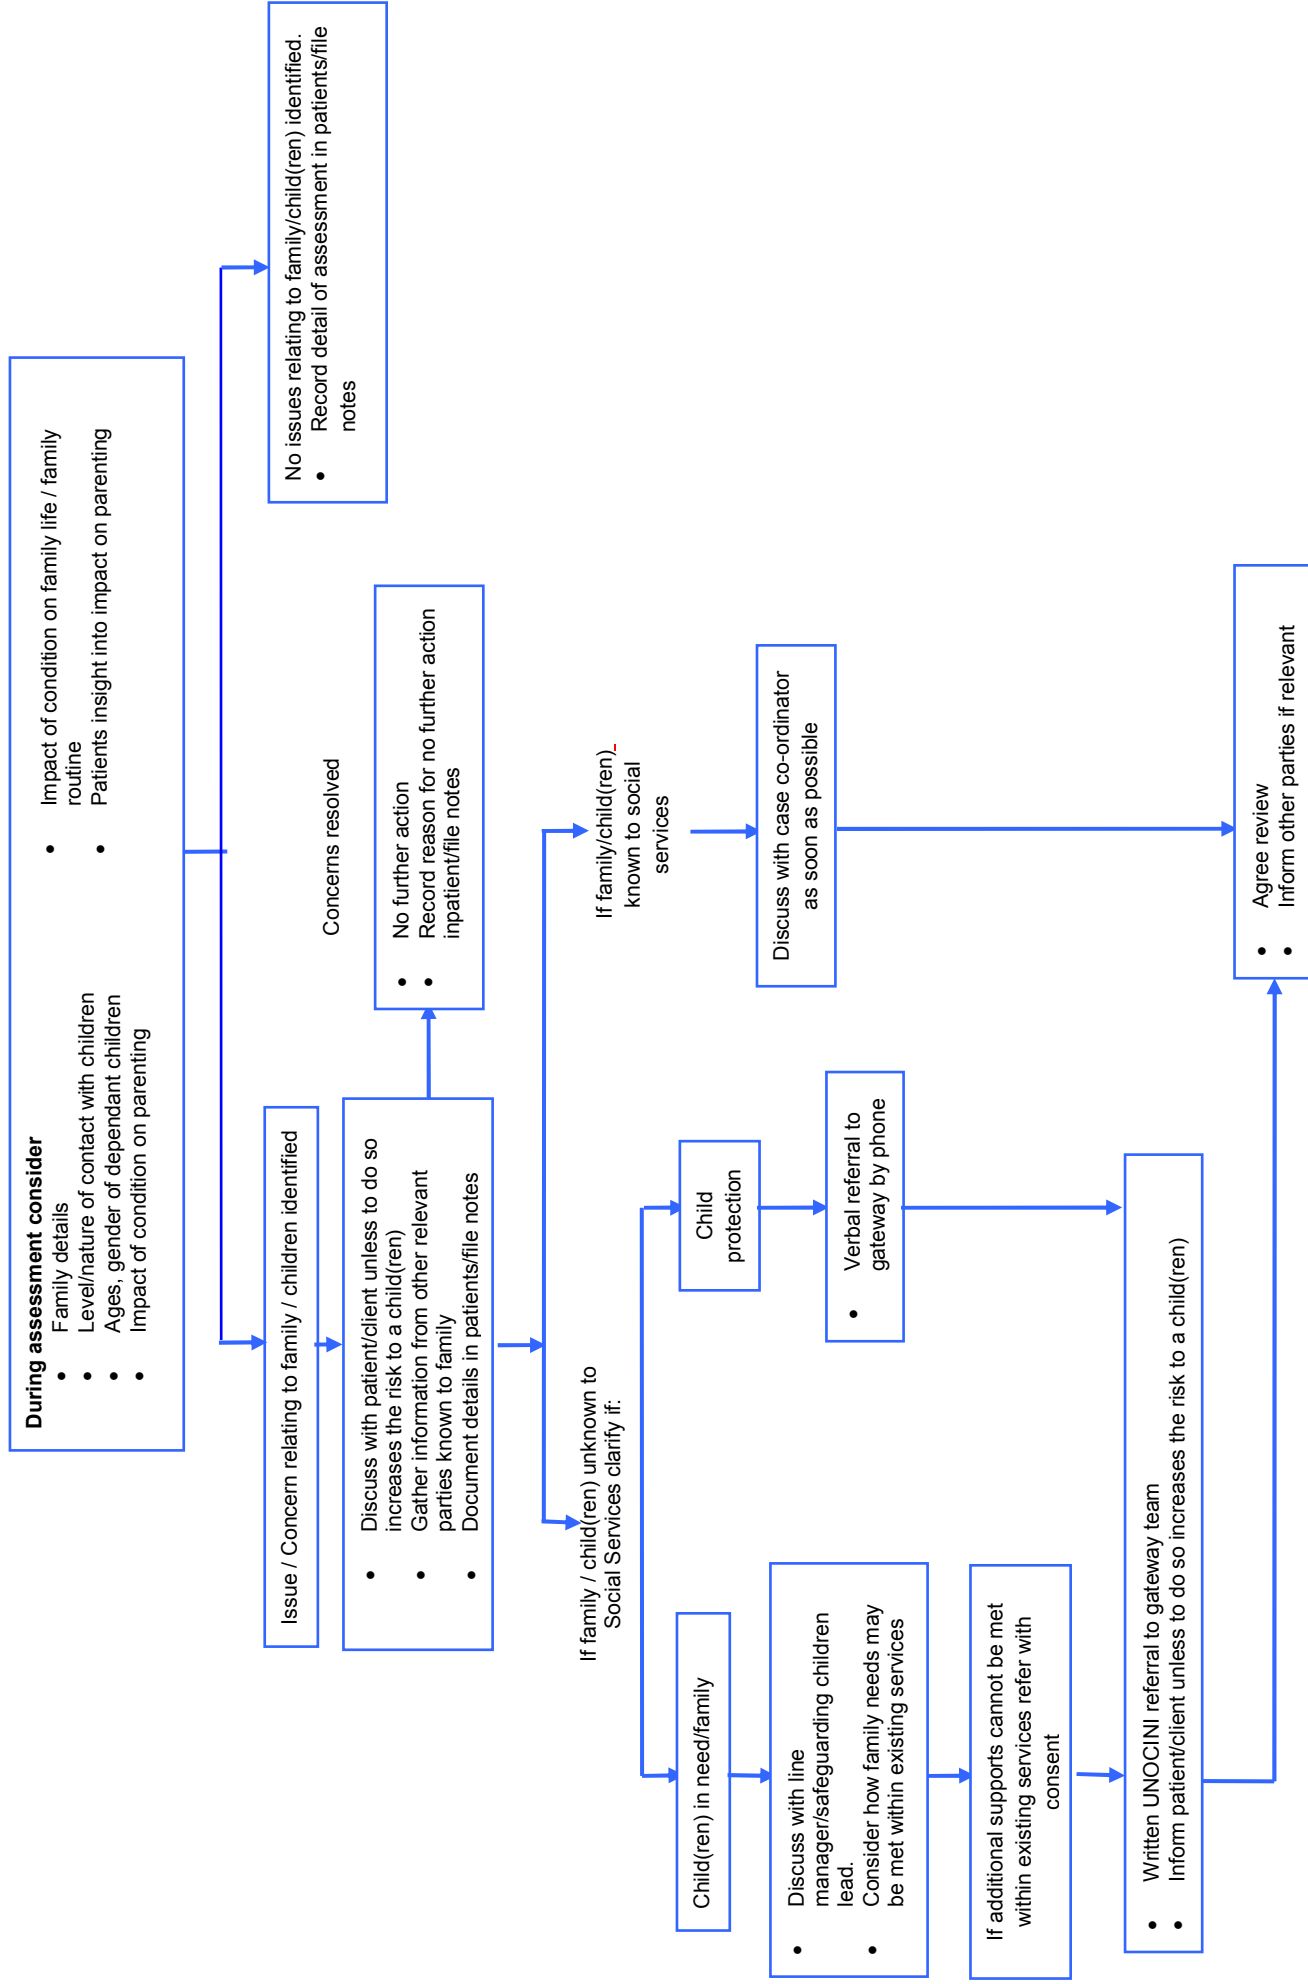 During assessment consider
• Family details
• Level/nature of contact with children
• Ages, gender of dependant children
• Impact of condition on parenting
• Impact of condition on family life / family
routine
• Patients insight into impact on parenting
Issue / Concern relating to family / children identified
No issues relating to family/child(ren) identified.
• Record detail of assessment in patients/file
notes
• Discuss with patient/client unless to do so
increases the risk to a child(ren)
• Gather information from other relevant
parties known to family
• Document details in patients/file notes
Concerns resolved
• No further action
• Record reason for no further action
inpatient/file notes
If family / child(ren) unknown to
Social Services clarify if:
If family/child(ren)
known to social
services
Child(ren) in need/family
Child
protection
Discuss with case co-ordinator
as soon as possible
• Discuss with line
manager/safeguarding children
lead.
• Consider how family needs may
be met within existing services
• Verbal referral to
gateway by phone
If additional supports cannot be met
within existing services refer with
consent
• Written UNOCINI referral to gateway team
• Inform patient/client unless to do so increases the risk to a child(ren)
• Agree review
• Inform other parties if relevant